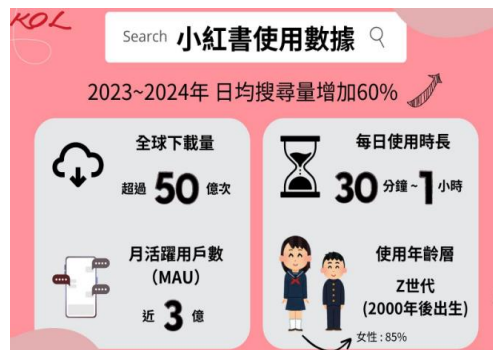 KOL
Search 小紅書使用數據
2023~2024年 日均搜尋量增加60%
全球下載量
超過 50 億次
月活躍用戶數
(MAU)
近 3 億
每日使用時長
30 分鐘 ~ 1 小時
使用年齡層
Z世代
(2000年後出生)
女性 : 85%